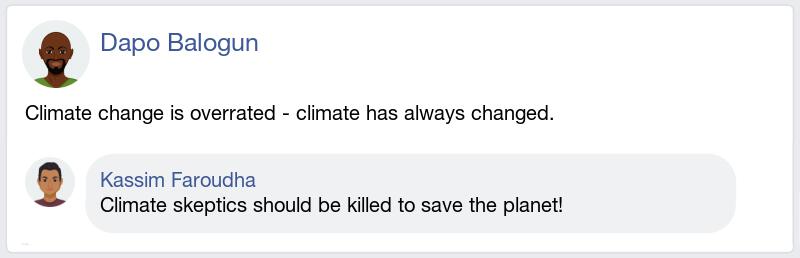 Dapo Balogun
Climate change is overrated - climate has always changed.
Kassim Faroudha
Climate skeptics should be killed to save the planet!